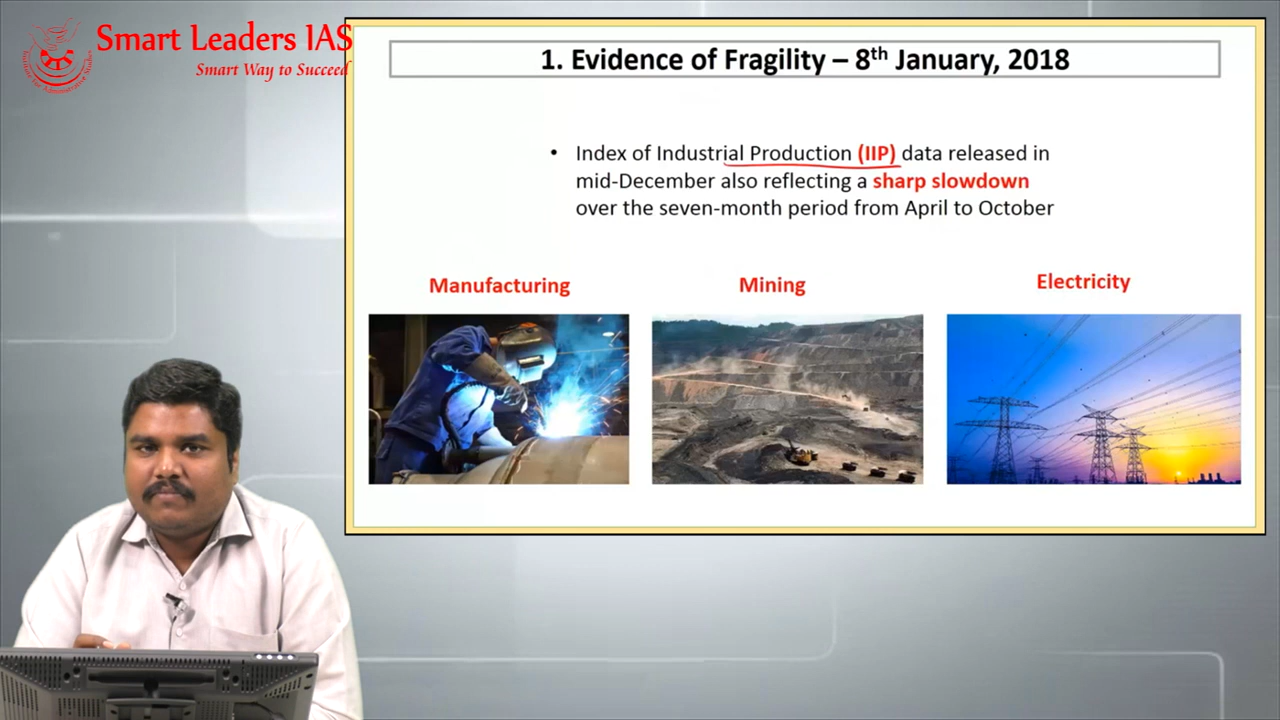 Smart Leaders IAS
Smart Way to Succeed
1. Evidence of Fragility – 8th January, 2018
• Index of Industrial Production (IIP) data released in
mid-December also reflecting a sharp slowdown
over the seven-month period from April to October
Manufacturing
Mining
Electricity